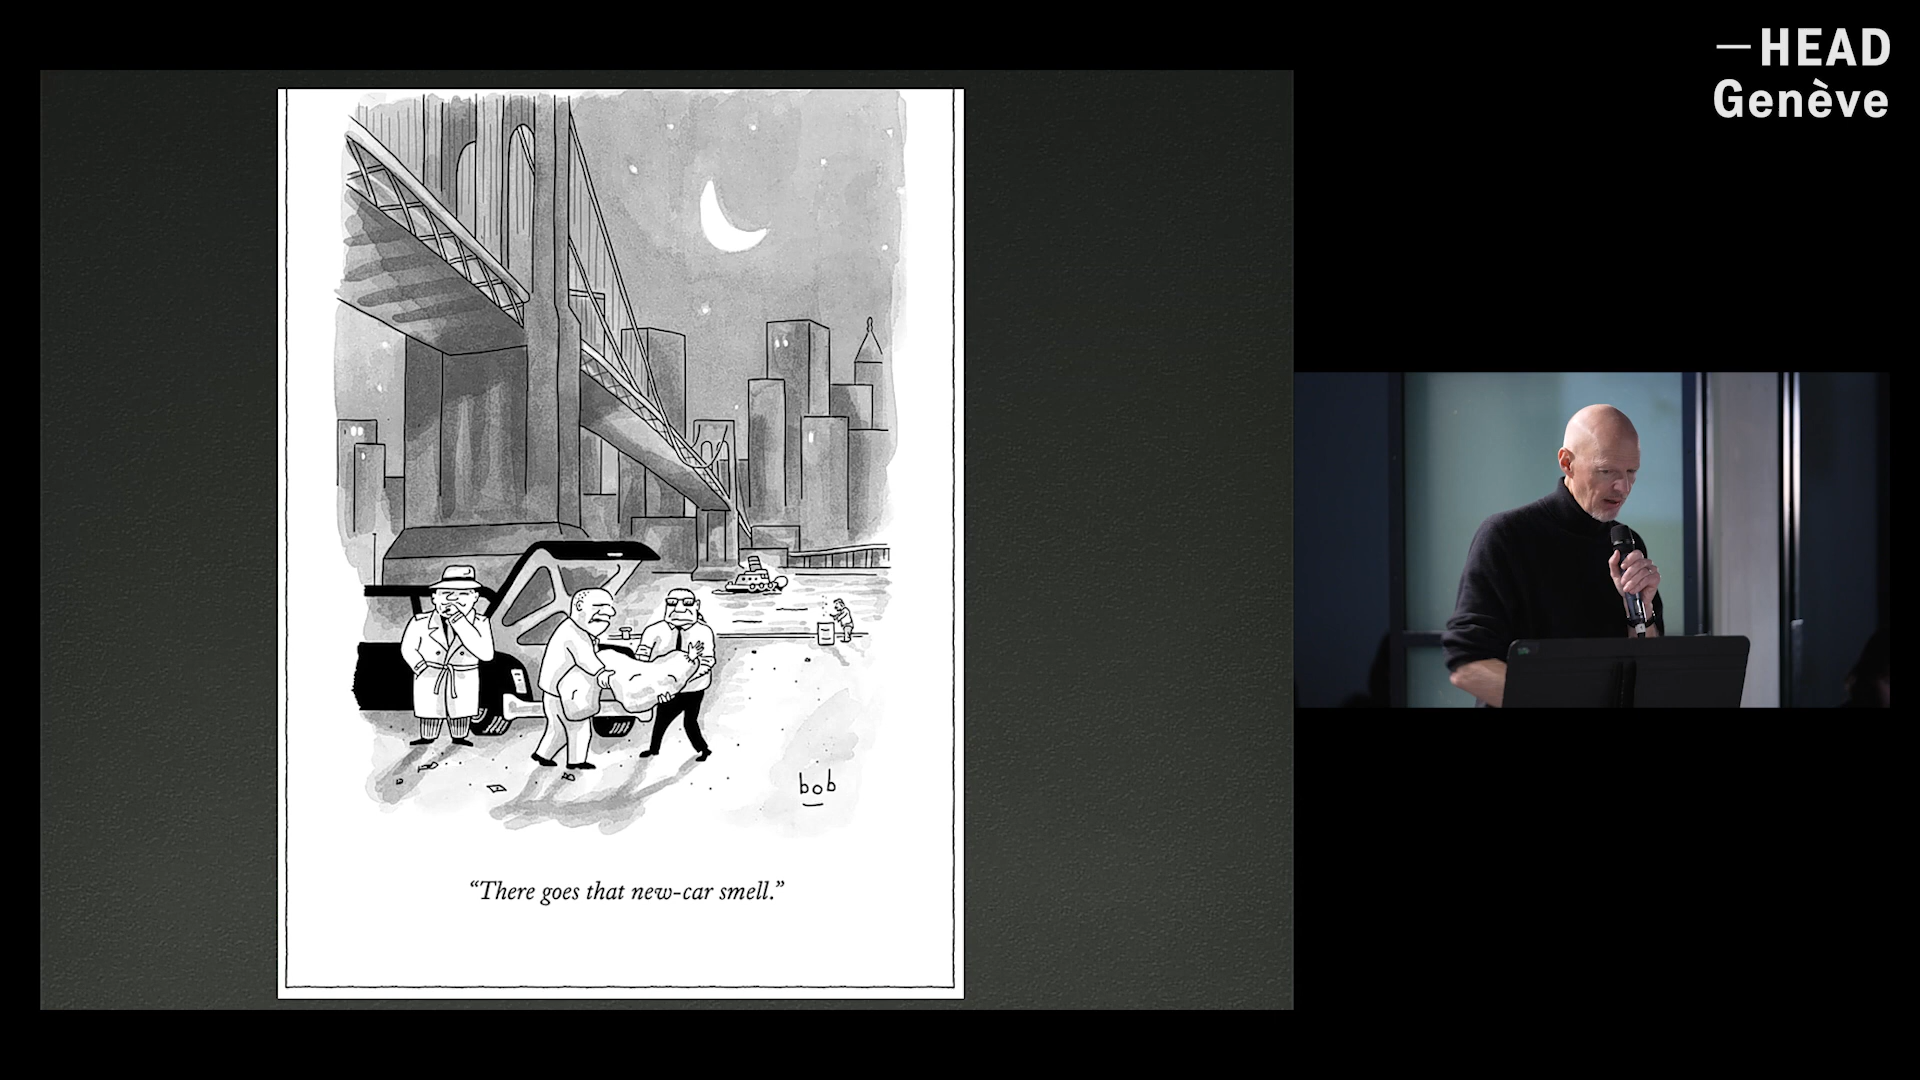 —HEAD
Genève
bob
“There goes that new-car smell.”